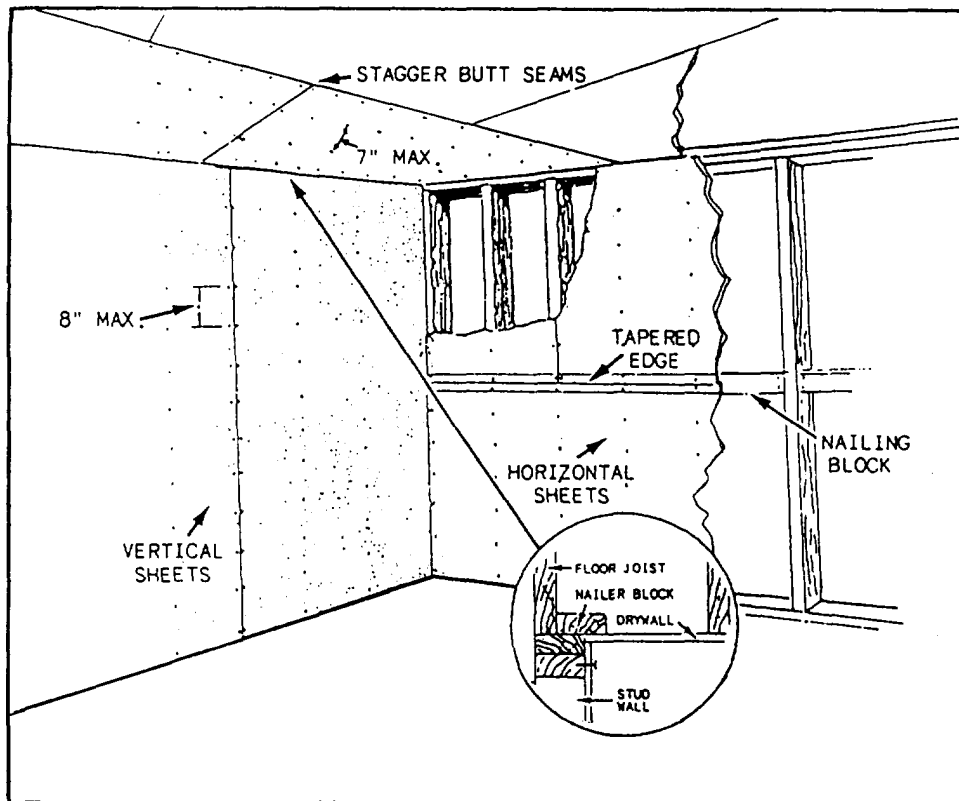 STAGGER BUTT SEAMS
7" MAX.
8" MAX.
TAPERED
EDGE
NAILING
BLOCK
HORIZONTAL
SHEETS
VERTICAL
SHEETS
FLOOR JOIST
NAILER BLOCK
DRYWALL
STUD
WALL